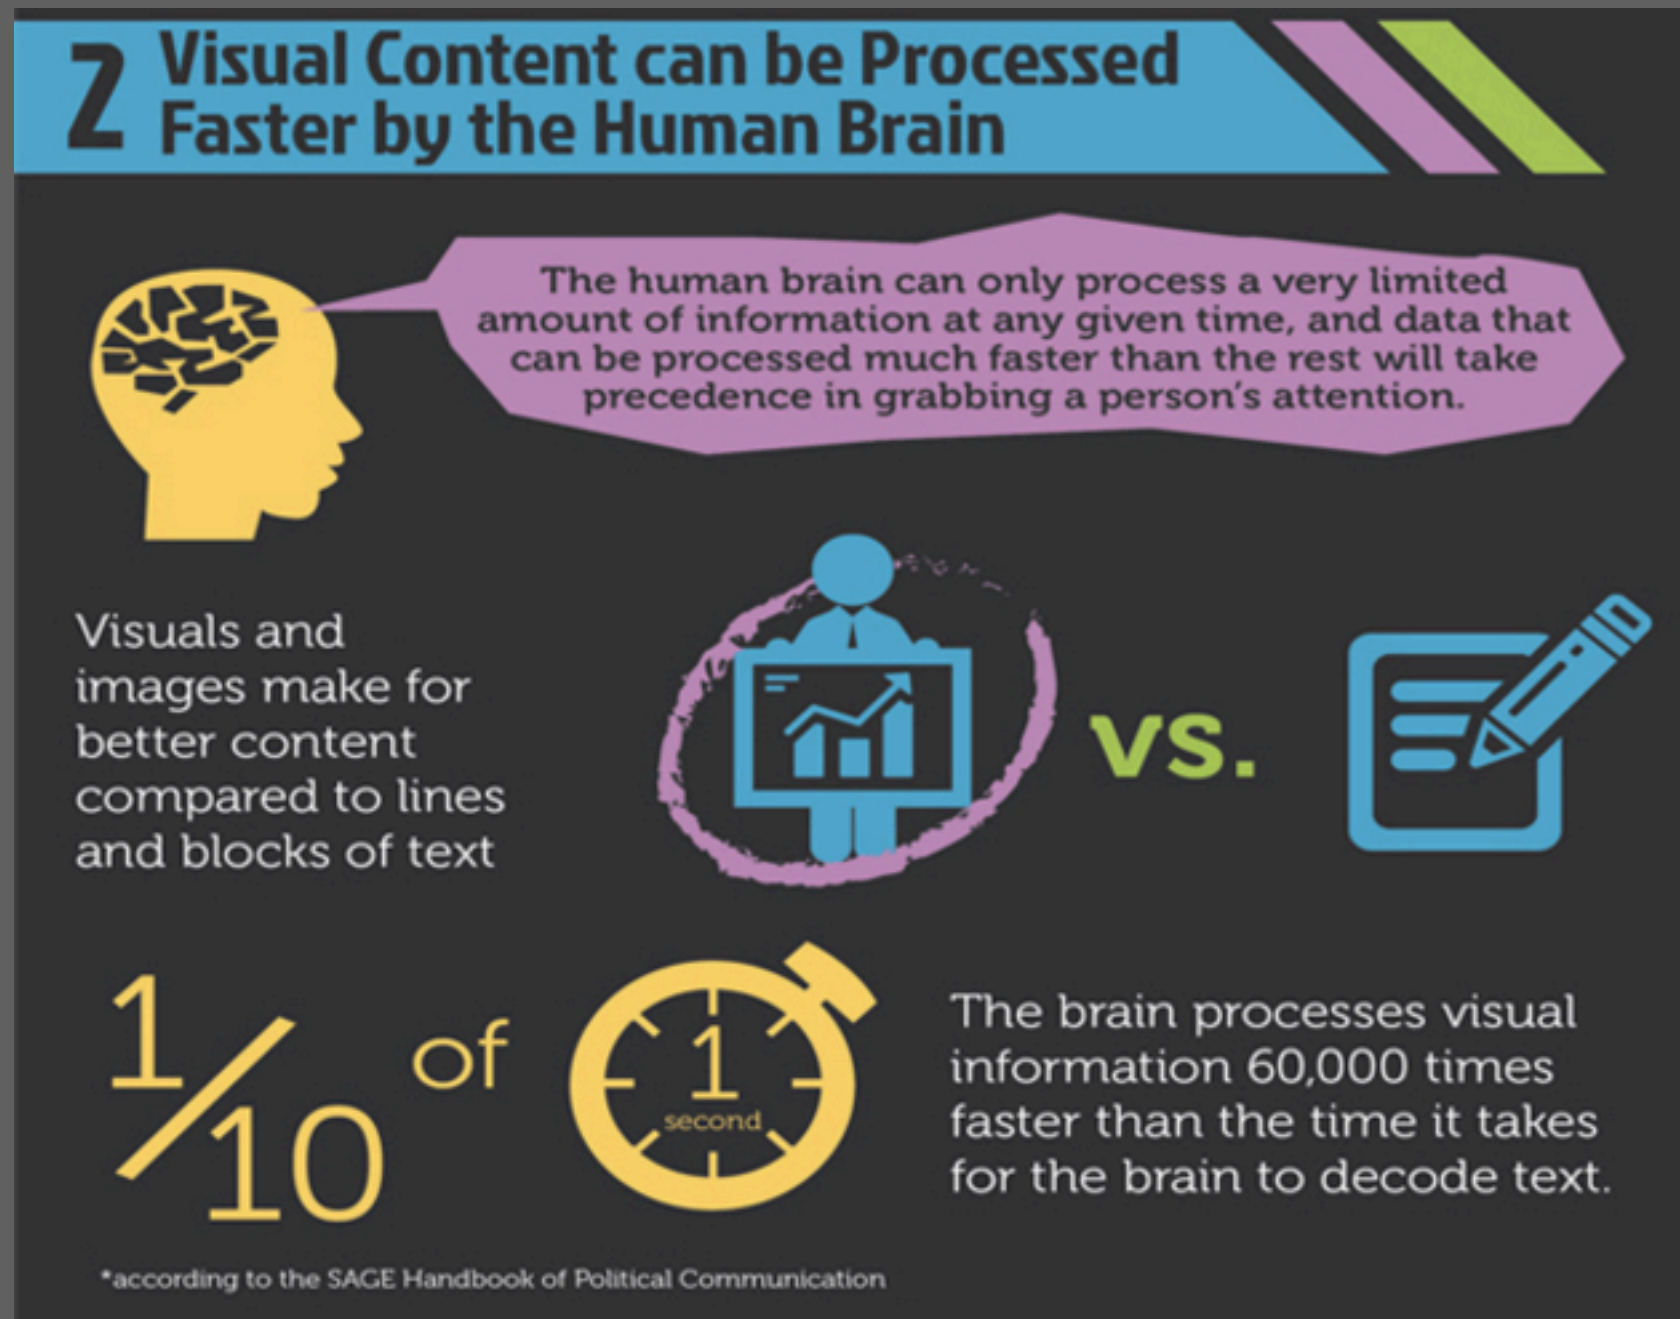 2 Visual Content can be Processed
Faster by the Human Brain
The human brain can only process a very limited
amount of information at any given time, and data that
can be processed much faster than the rest will take
precedence in grabbing a person's attention.
Visuals and
images make for
better content
compared to lines
and blocks of text
vs.
1/10 of 1
second
The brain processes visual
information 60,000 times
faster than the time it takes
for the brain to decode text.
*according to the SAGE Handbook of Political Communication